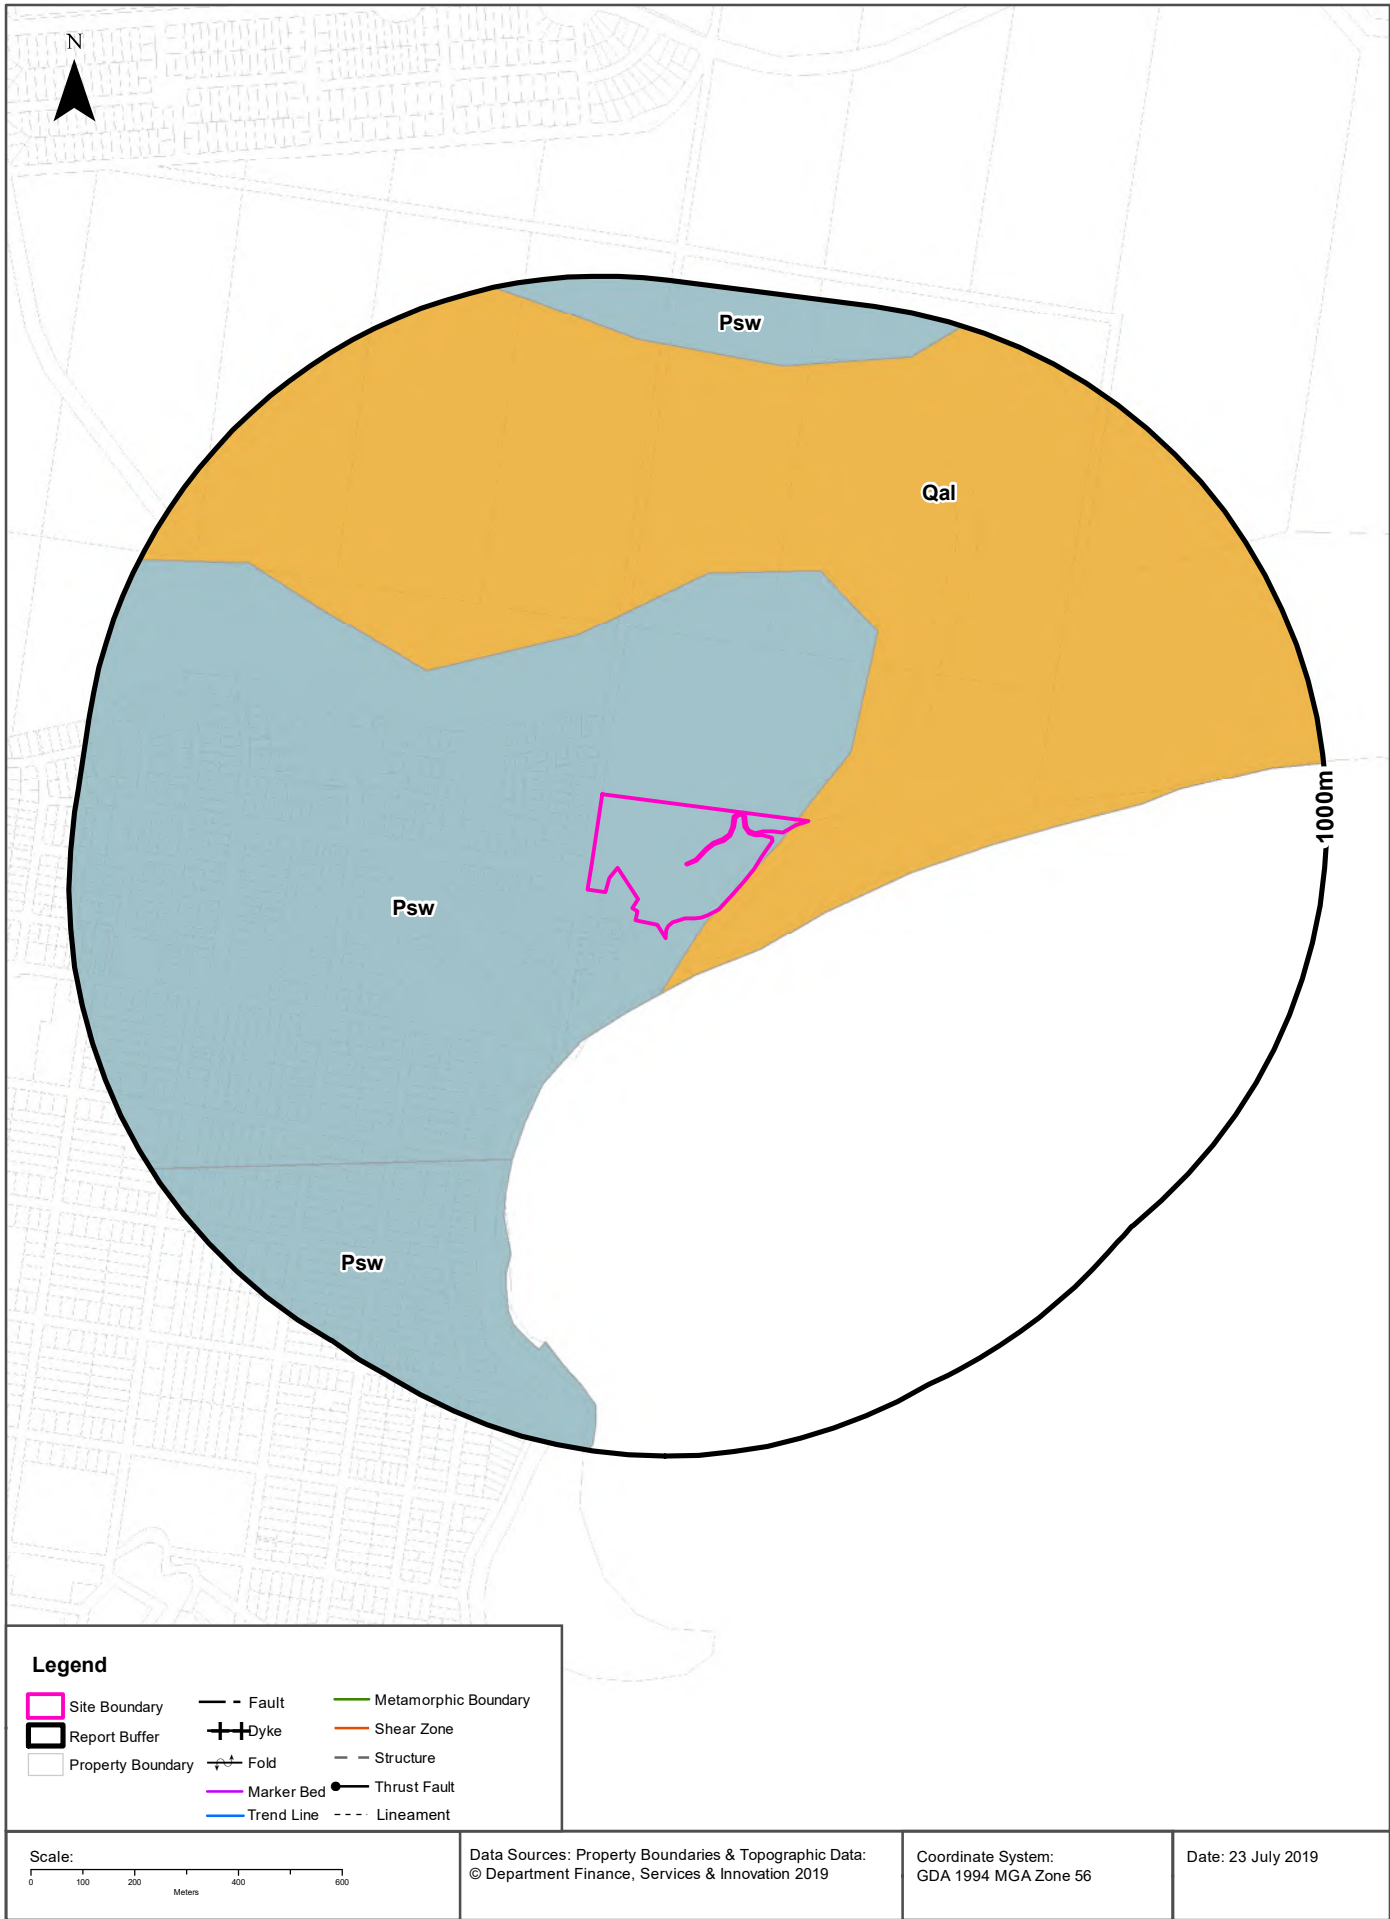 N
Psw
Qal
1000m
Psw
Psw
Legend
Site Boundary
Report Buffer
Property Boundary
Fault
Dyke
Fold
Marker Bed
Trend Line
Metamorphic Boundary
Shear Zone
Structure
Thrust Fault
Lineament
Scale:
0 100 200 400 600
Meters
Data Sources: Property Boundaries & Topographic Data:
© Department Finance, Services & Innovation 2019
Coordinate System:
GDA 1994 MGA Zone 56
Date: 23 July 2019